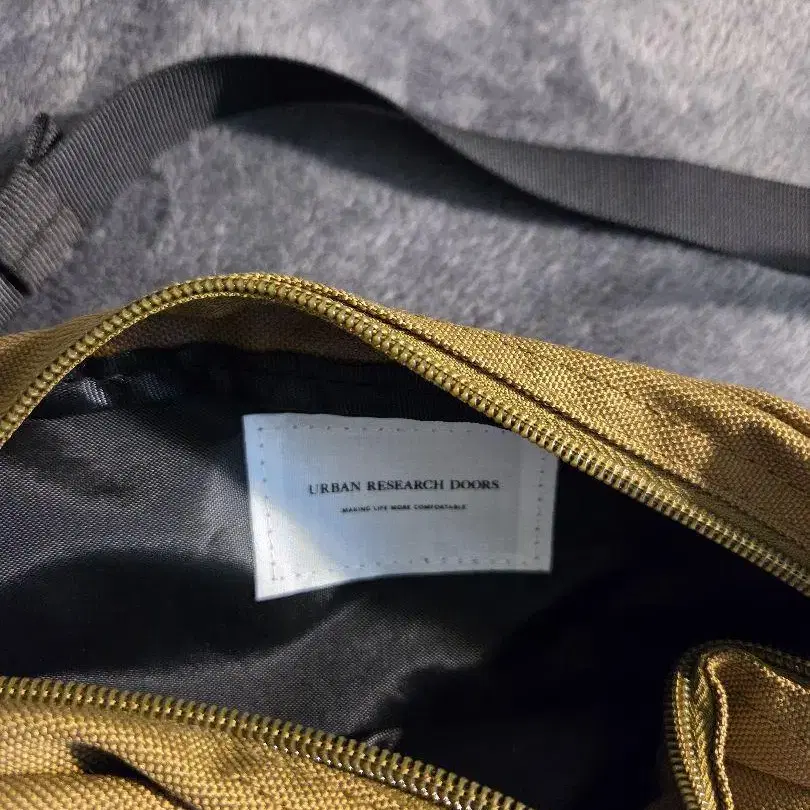 URBAN RESEARCH DOORS
MAKING LIFE MORE COMFORTABLE